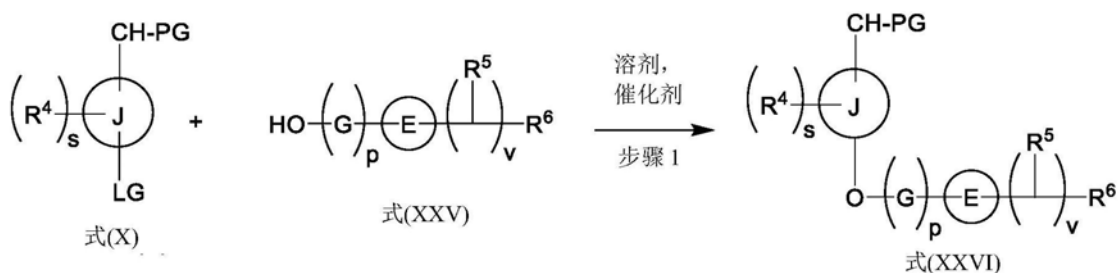 CH-PG
(R⁴)s J
LG
式(X)
+
HO (G)p E (R⁵)v R⁶
式(XXV)
溶剂,
催化剂
步骤 1
CH-PG
(R⁴)s J
O (G)p E (R⁵)v R⁶
式(XXVI)